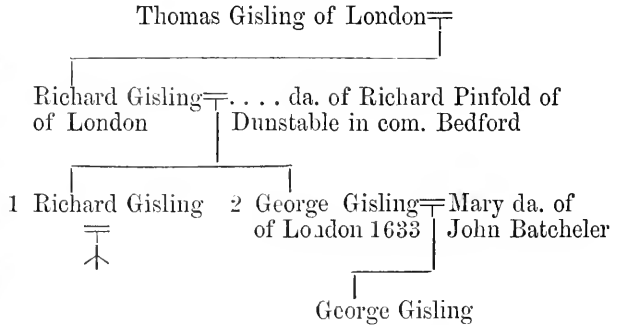 Thomas Gisling of London
Richard Gisling
of London
. . . . da. of Richard Pinfold of
Dunstable in com. Bedford
1 Richard Gisling
2 George Gisling
of London 1633
Mary da. of
John Batcheler
George Gisling